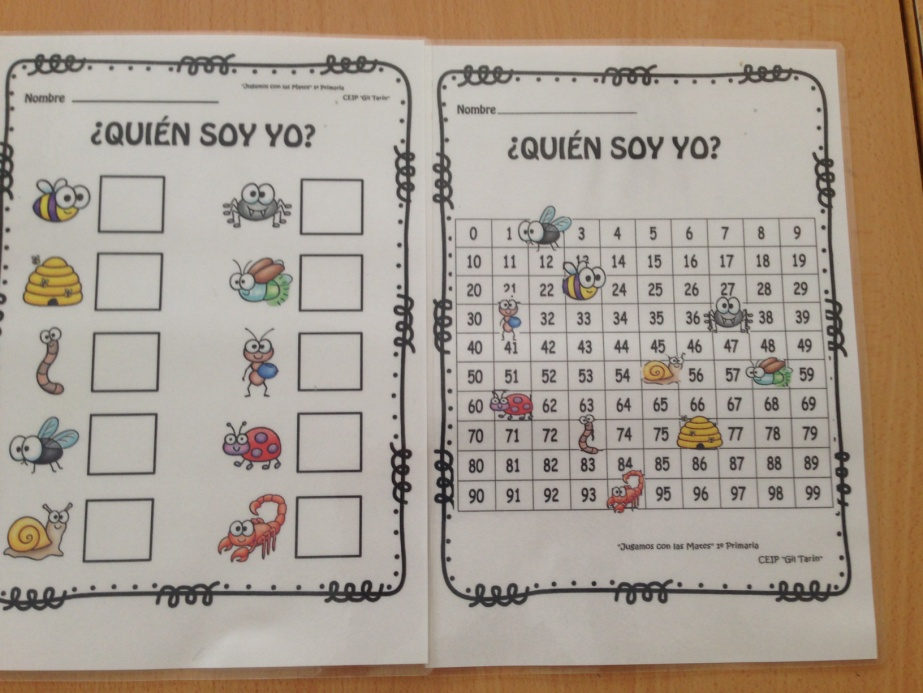 "Jugamos con las Mates" 1º Primaria
CEIP "Gil Tarín"
Nombre
¿QUIÉN SOY YO?
Nombre
¿QUIÉN SOY YO?
0 1 3 4 5 6 7 8 9
10 11 12 13 14 15 16 17 18 19
20 21 22 24 25 26 27 28 29
30 32 33 34 35 36 38 39
40 41 42 43 44 45 46 47 48 49
50 51 52 53 54 56 57 59
60 62 63 64 65 66 67 68 69
70 71 72 74 75 77 78 79
80 81 82 83 84 85 86 87 88 89
90 91 92 93 95 96 97 98 99
"Jugamos con las Mates" 1º Primaria
CEIP "Gil Tarín"